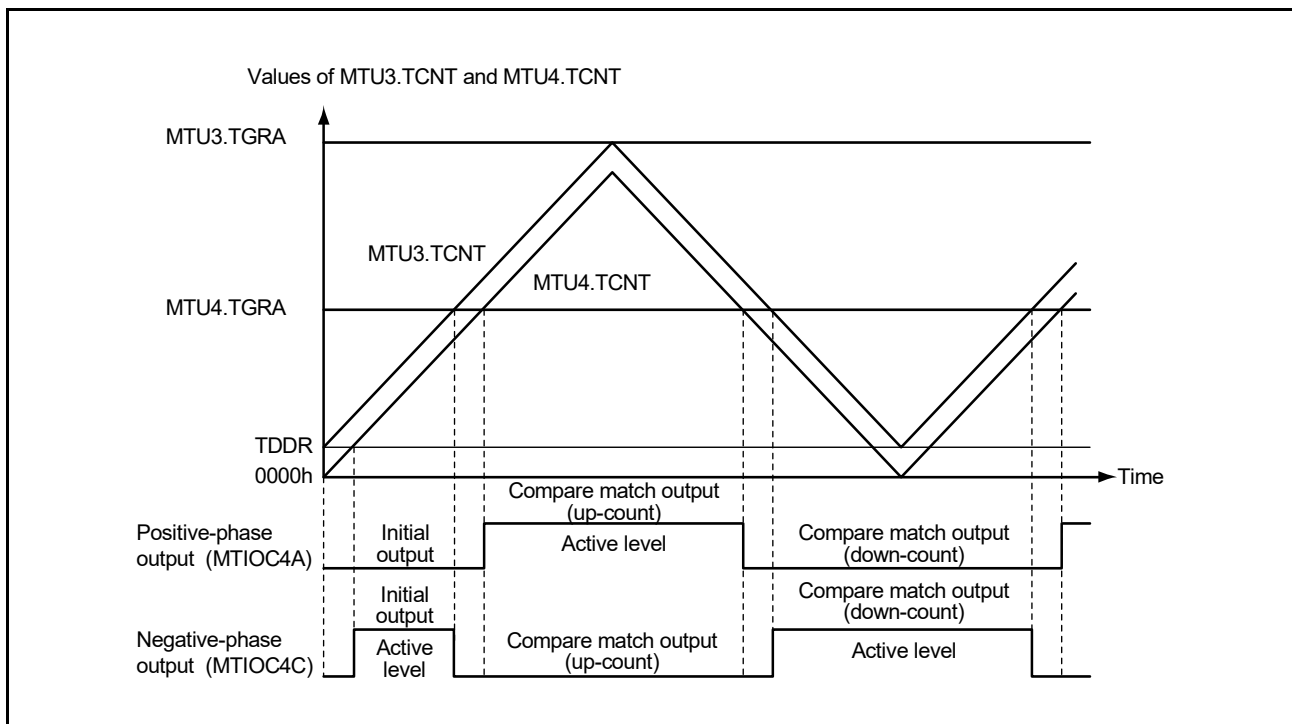 Values of MTU3.TCNT and MTU4.TCNT
MTU3.TGRA
MTU3.TCNT
MTU4.TCNT
MTU4.TGRA
TDDR
0000h
Time
Compare match output
(up-count)
Positive-phase
output (MTIOC4A)
Initial
output
Active level
Compare match output
(down-count)
Initial
output
Compare match output
(down-count)
Negative-phase
output (MTIOC4C)
Active
level
Compare match output
(up-count)
Active level